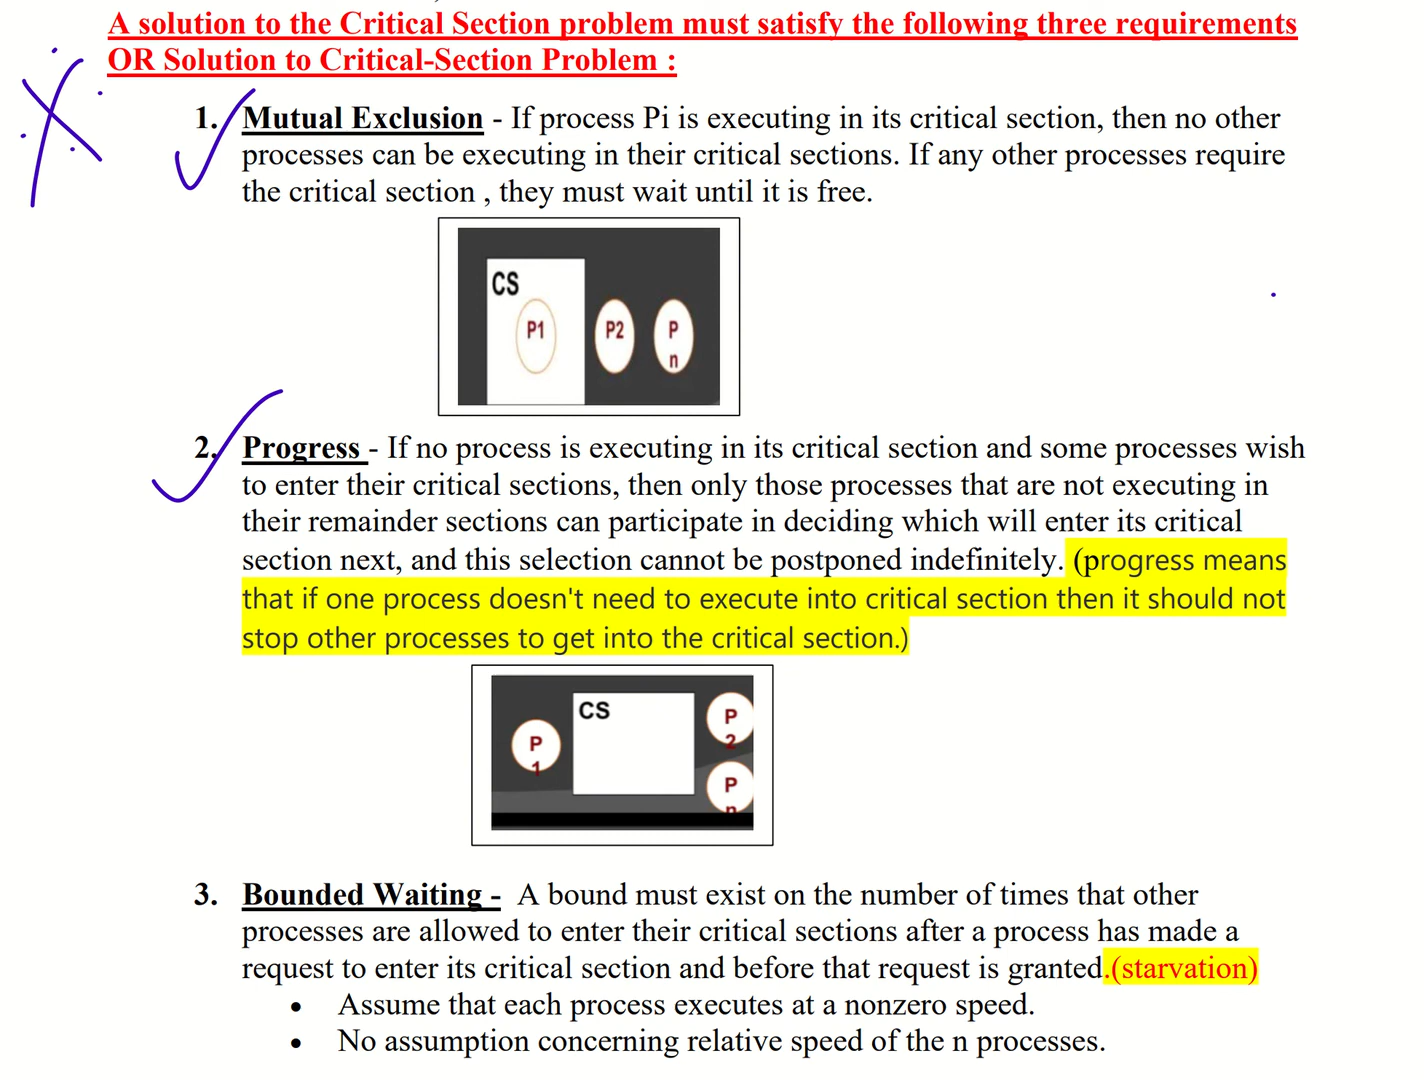 A solution to the Critical Section problem must satisfy the following three requirements
OR Solution to Critical-Section Problem :
1. Mutual Exclusion - If process Pi is executing in its critical section, then no other
processes can be executing in their critical sections. If any other processes require
the critical section , they must wait until it is free.
CS
P1 P2 P
n
2. Progress - If no process is executing in its critical section and some processes wish
to enter their critical sections, then only those processes that are not executing in
their remainder sections can participate in deciding which will enter its critical
section next, and this selection cannot be postponed indefinitely. (progress means
that if one process doesn't need to execute into critical section then it should not
stop other processes to get into the critical section.)
CS
P
1
P
2
P
n
3. Bounded Waiting - A bound must exist on the number of times that other
processes are allowed to enter their critical sections after a process has made a
request to enter its critical section and before that request is granted.(starvation)
• Assume that each process executes at a nonzero speed.
• No assumption concerning relative speed of the n processes.